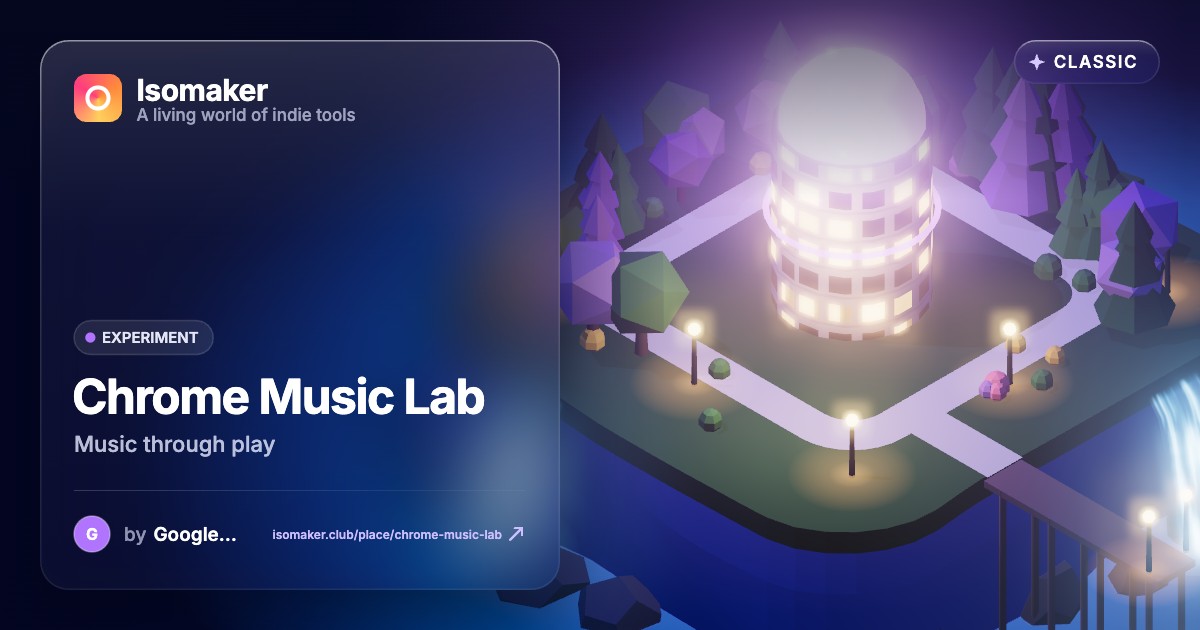 Isomaker
A living world of indie tools
CLASSIC
EXPERIMENT
Chrome Music Lab
Music through play
G
by Google...
isomaker.club/place/chrome-music-lab